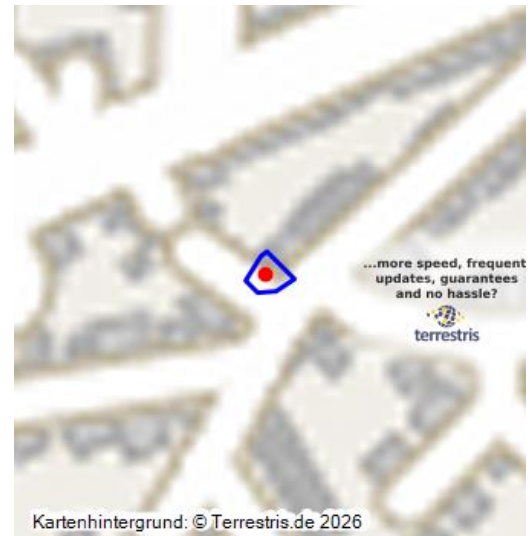 ...more speed, frequent
updates, guarantees
and no hassle?
terrestris
Kartenhintergrund: © Terrestris.de 2026